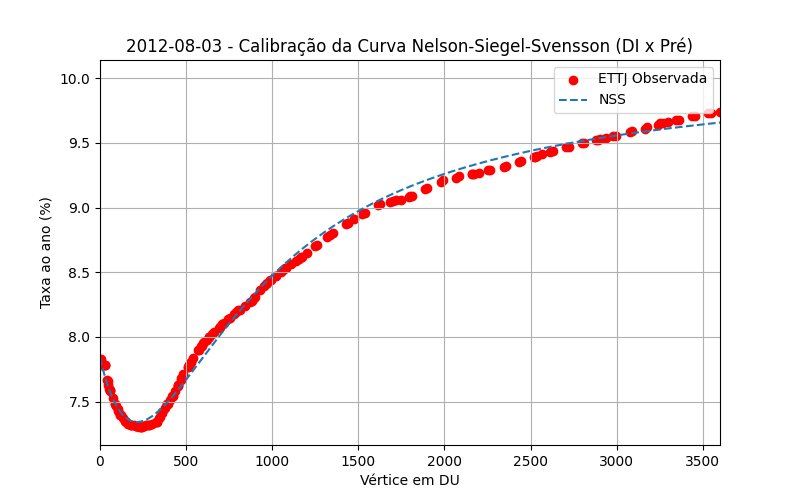 2012-08-03 - Calibração da Curva Nelson-Siegel-Svensson (DI x Pré)
ETTJ Observada
NSS
Taxa ao ano (%)
10.0
9.5
9.0
8.5
8.0
7.5
0 500 1000 1500 2000 2500 3000 3500
Vértice em DU